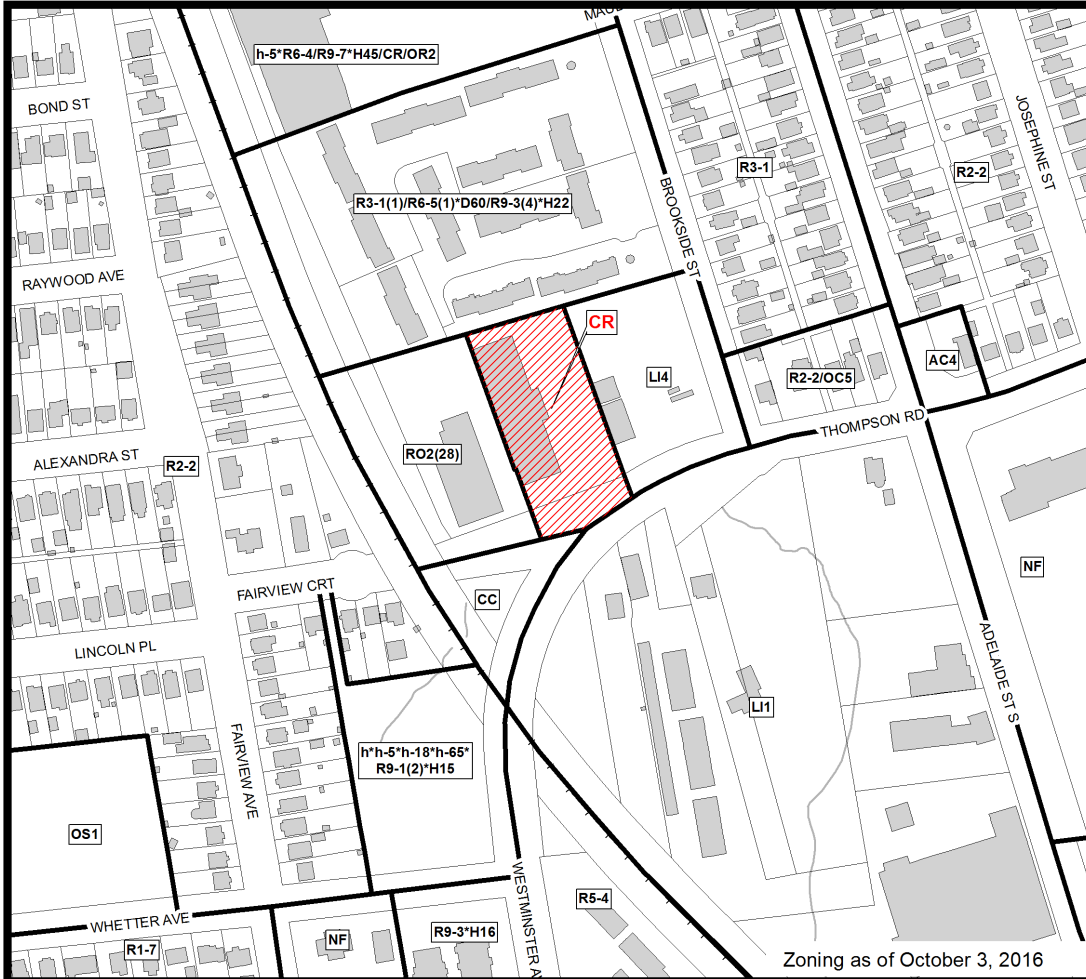 MAUD
h-5*R6-4/R9-7*H45/CR/OR2
BOND ST
JOSEPHINE ST
R3-1
R2-2
BROOKSIDE ST
R3-1(1)/R6-5(1)*D60/R9-3(4)*H22
RAYWOOD AVE
CR
AC4
LI4
R2-2/OC5
THOMPSON RD
RO2(28)
ALEXANDRA ST
R2-2
NF
FAIRVIEW CRT
CC
LINCOLN PL
ADELAIDE ST S
LI1
h*h-5*h-18*h-65*
R9-1(2)*H15
FAIRVIEW AVE
OS1
WESTMINSTER AV
R5-4
WHETTER AVE
R1-7
NF
R9-3*H16
Zoning as of October 3, 2016